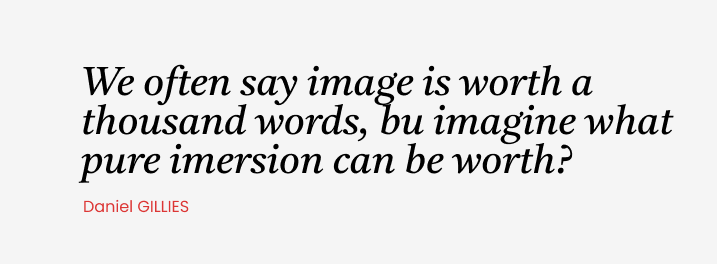 We often say image is worth a
thousand words, bu imagine what
pure imersion can be worth?
Daniel GILLIES